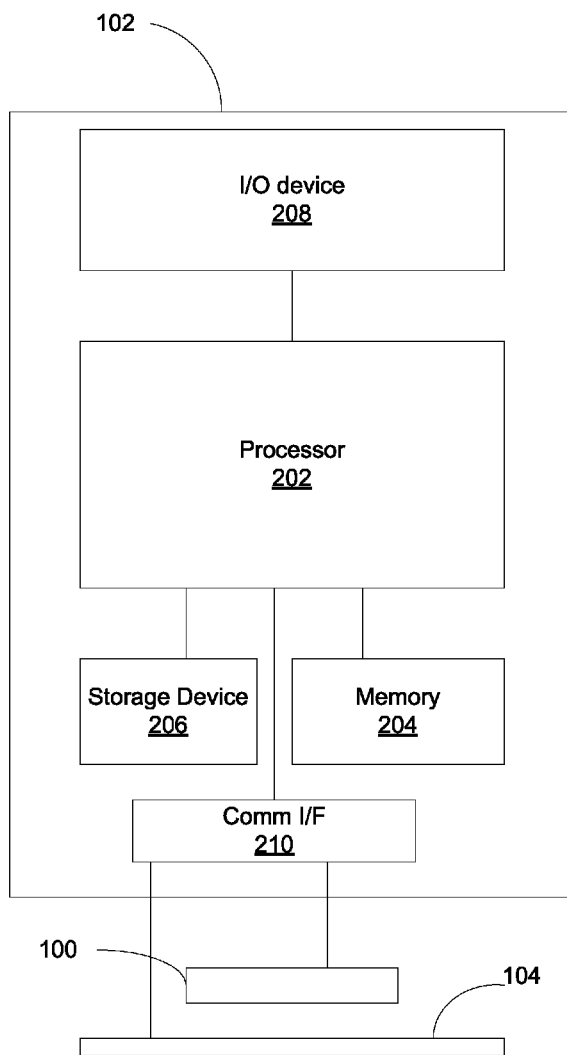 102
I/O device
208
Processor
202
Storage Device
206
Memory
204
Comm I/F
210
100
104